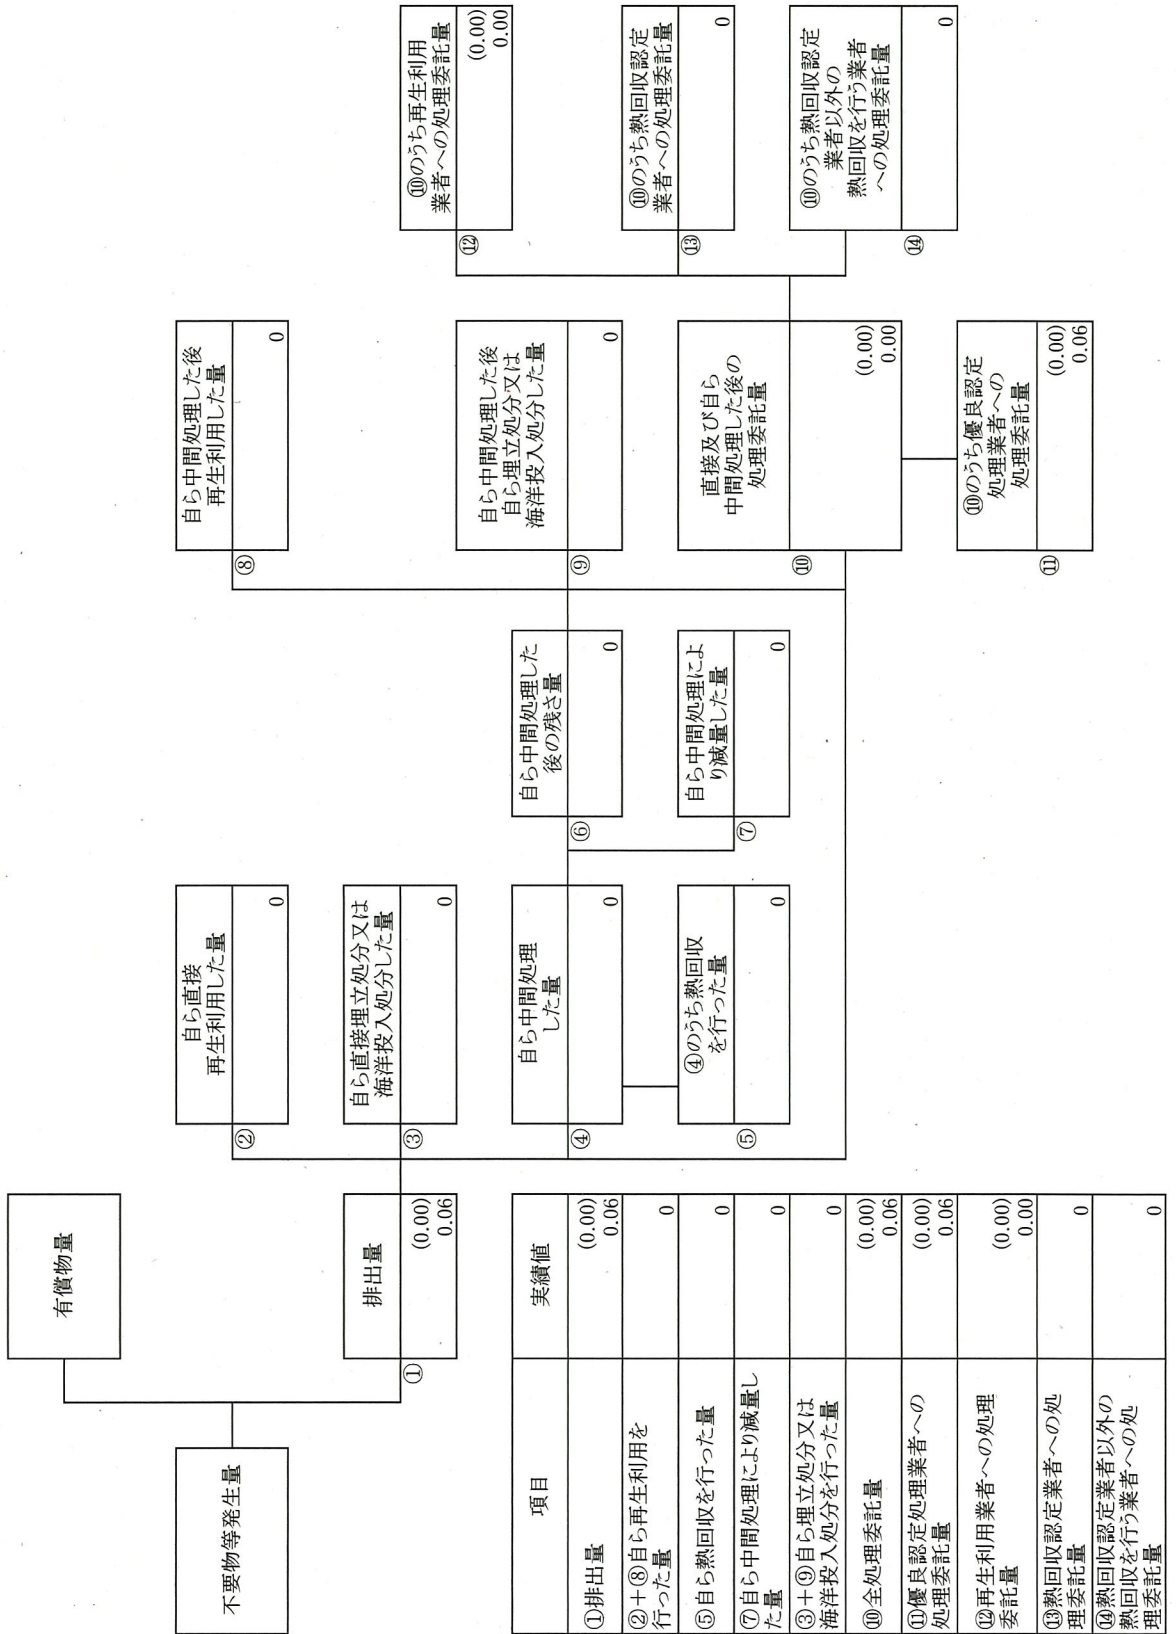 不要物等発生量
有償物量
排出量
①
(0.00)
0.06
自ら直接
再生利用した量
②
0
自ら直接埋立処分又は
海洋投入処分した量
③
0
自ら中間処理
した量
④
0
④のうち熱回収
を行った量
⑤
0
自ら中間処理した
後の残さ量
⑥
0
自ら中間処理によ
り減量した量
⑦
0
自ら中間処理した後
再生利用した量
⑧
0
自ら中間処理した後
自ら埋立処分又は
海洋投入処分した量
⑨
0
直接及び自ら
中間処理した後の
処理委託量
⑩
(0.00)
0.00
⑩のうち優良認定
処理業者への
処理委託量
⑪
(0.00)
0.06
⑩のうち再生利用
業者への処理委託量
⑫
(0.00)
0.00
⑩のうち熱回収認定
業者への処理委託量
⑬
0
⑩のうち熱回収認定
業者以外の
熱回収を行う業者
への処理委託量
⑭
0
項目
実績値
①排出量
(0.00)
0.06
②+⑧自ら再生利用を
行った量
0
⑤自ら熱回収を行った量
0
⑦自ら中間処理により減量し
た量
0
③+⑨自ら埋立処分又は
海洋投入処分を行った量
0
⑩全処理委託量
(0.00)
0.06
⑪優良認定処理業者への
処理委託量
(0.00)
0.06
⑫再生利用業者への処理
委託量
(0.00)
0.00
⑬熱回収認定業者への処
理委託量
0
⑭熱回収認定業者以外の
熱回収を行う業者への処
理委託量
0